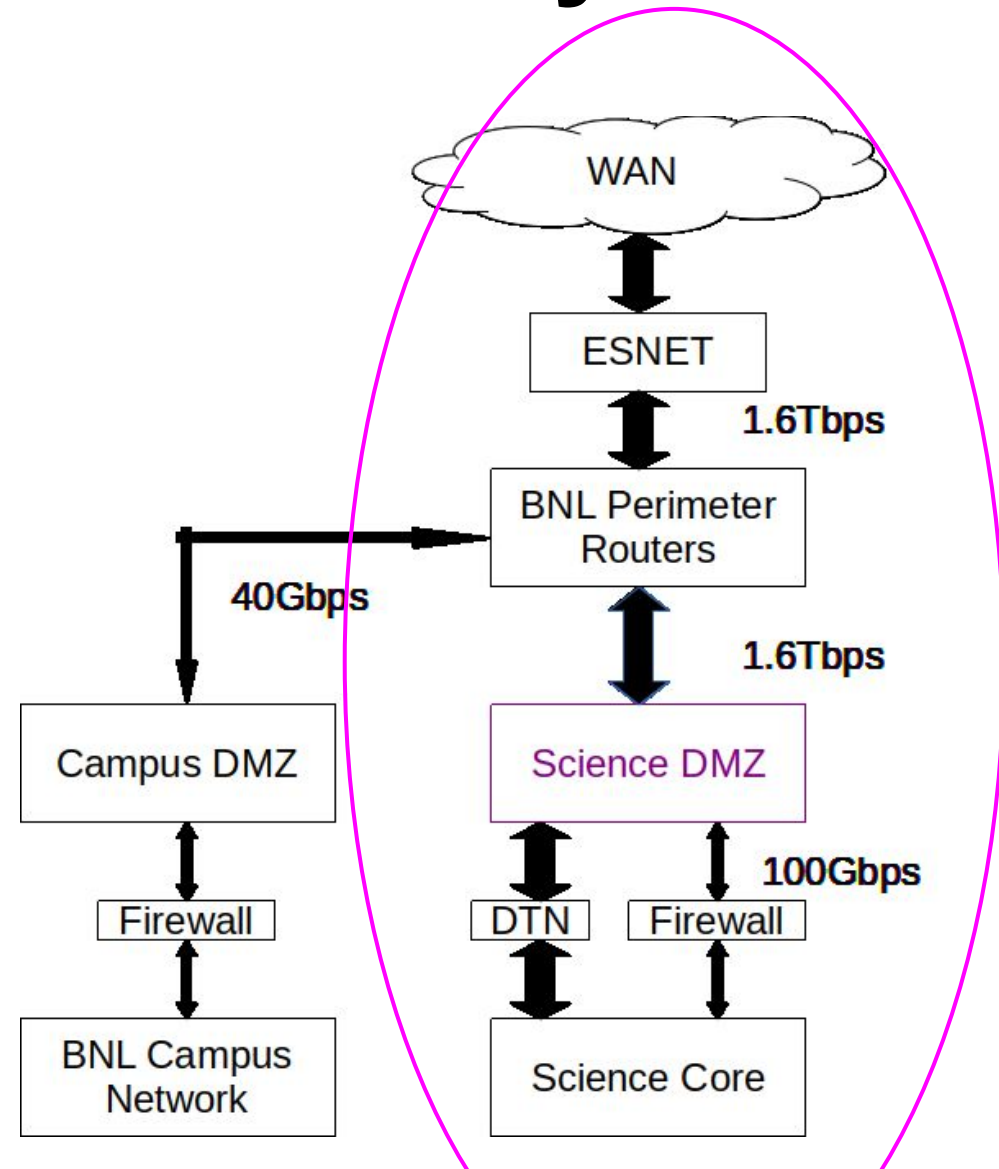 WAN
ESNET
1.6Tbps
BNL Perimeter
Routers
40Gbps
1.6Tbps
Campus DMZ
Science DMZ
100Gbps
Firewall
DTN
Firewall
BNL Campus
Network
Science Core